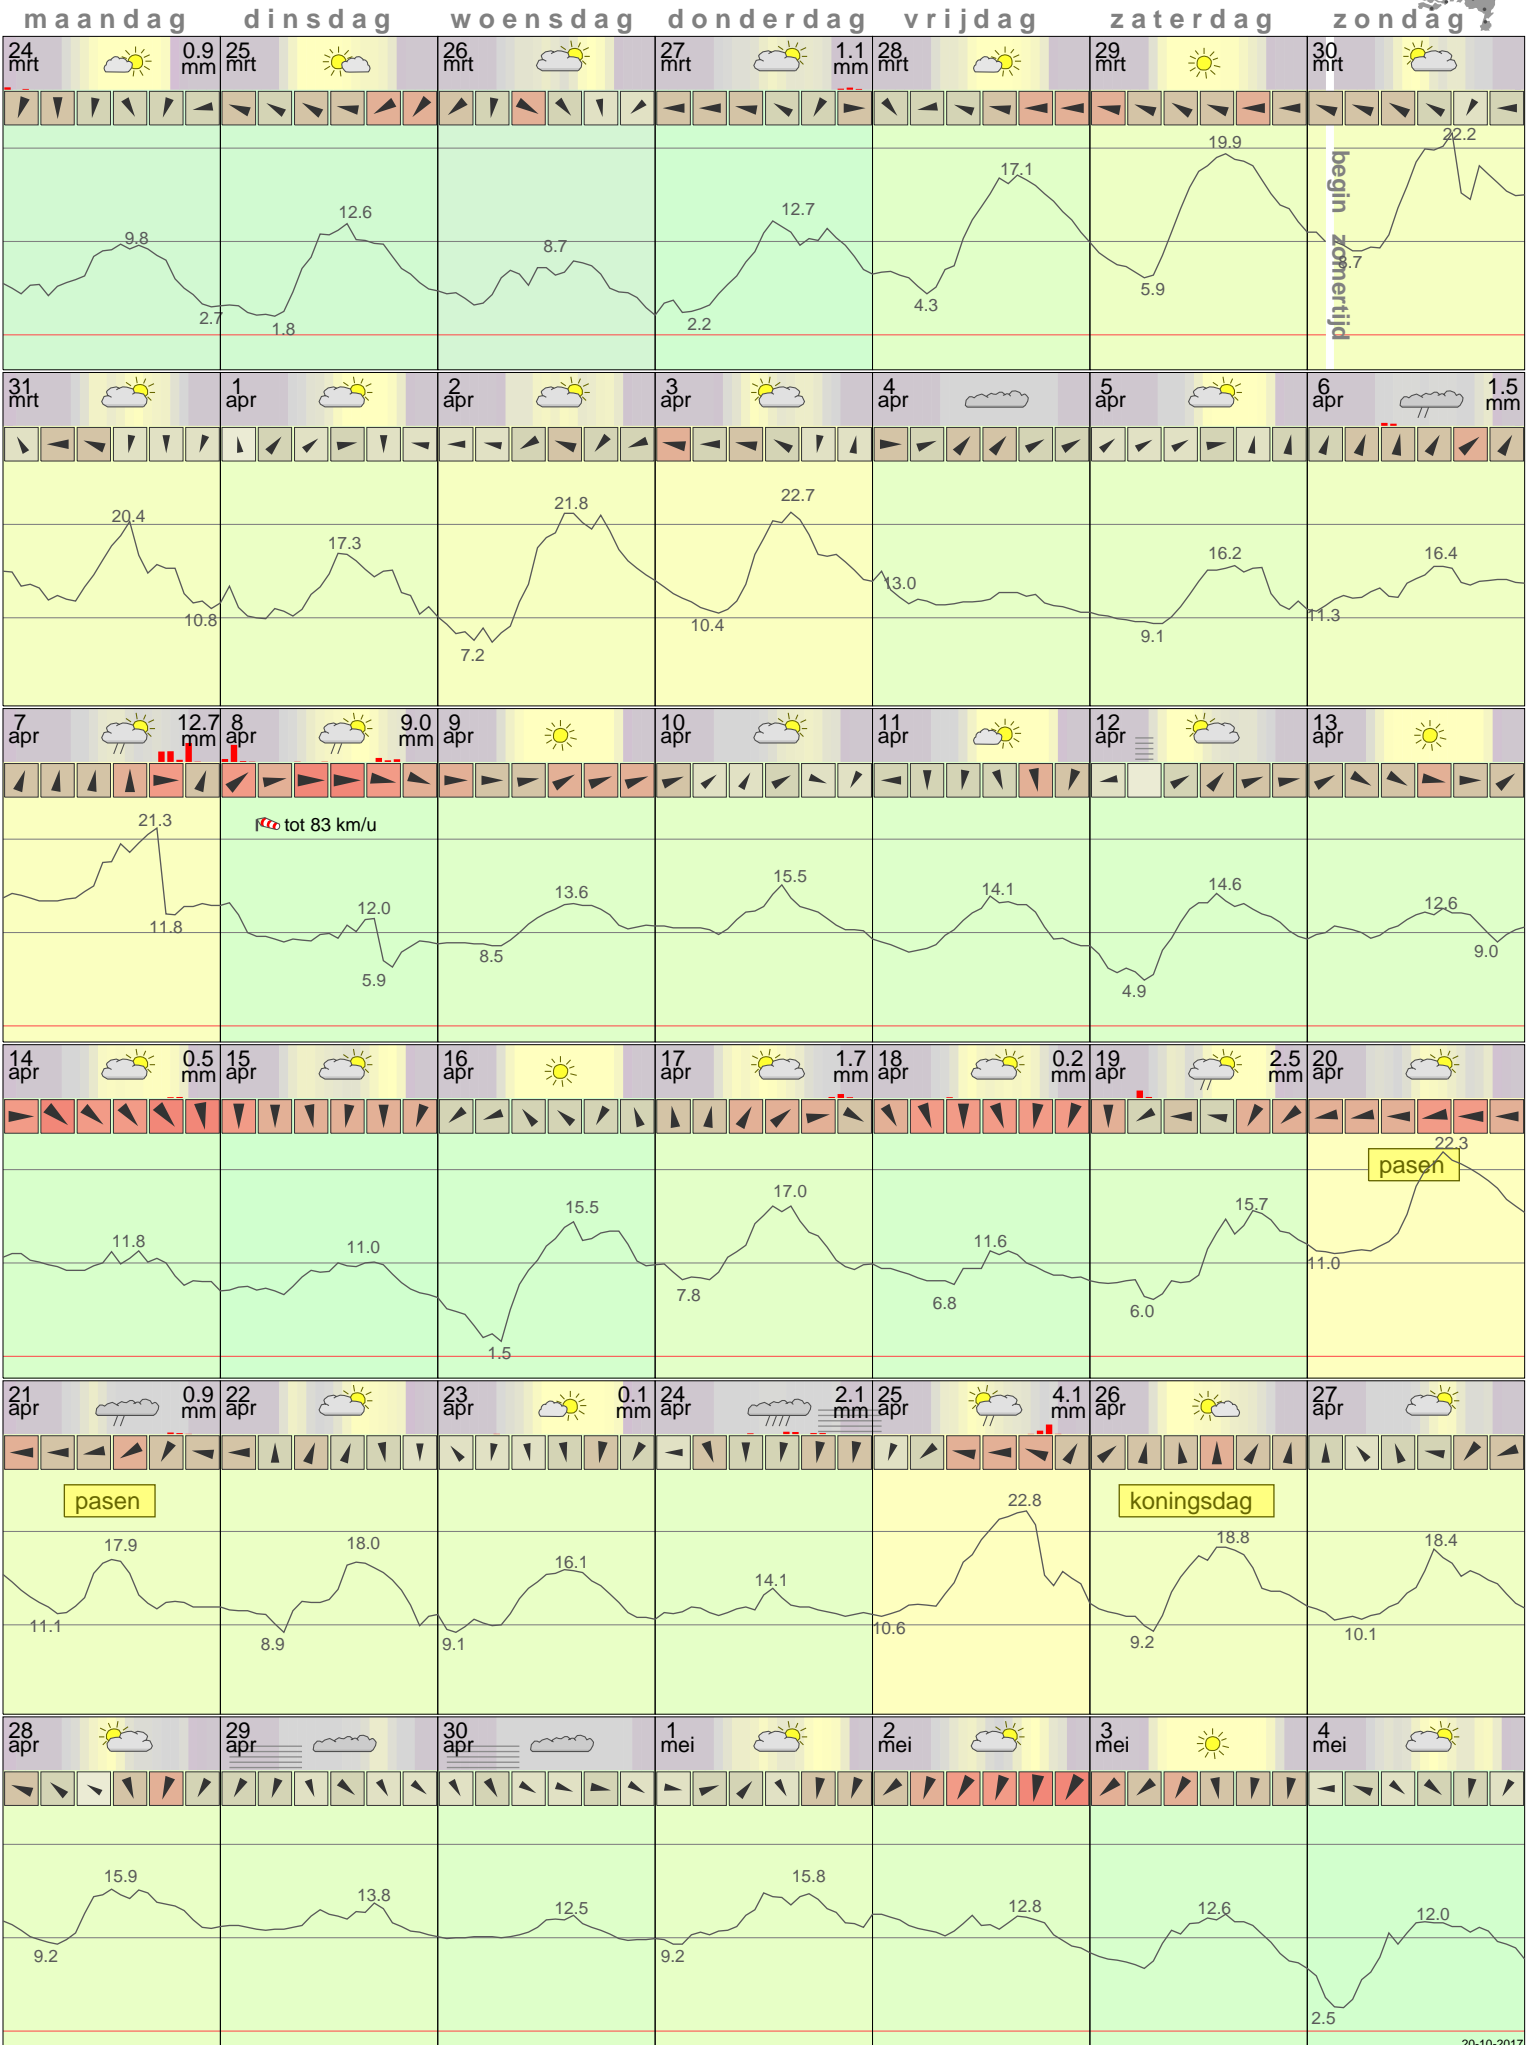 maandag dinsdag woensdag donderdag vrijdag zaterdag zondag
24 mrt 0.9 mm 25 mrt 26 mrt 27 mrt 1.1 mm 28 mrt 29 mrt 30 mrt
begin zomertijd
9.8 2.7 1.8 12.6 8.7 2.2 12.7 4.3 17.1 5.9 19.9 8.7 22.2
31 mrt 1 apr 2 apr 3 apr 4 apr 5 apr 6 apr 1.5 mm
20.4 10.8 17.3 7.2 21.8 10.4 22.7 13.0 9.1 16.2 11.3 16.4
7 apr 12.7 mm 8 apr 9.0 mm 9 apr 10 apr 11 apr 12 apr 13 apr
tot 83 km/u
21.3 11.8 12.0 5.9 8.5 13.6 15.5 14.1 4.9 14.6 12.6 9.0
14 apr 0.5 mm 15 apr 16 apr 17 apr 1.7 mm 18 apr 0.2 mm 19 apr 2.5 mm 20 apr
pasen
11.8 11.0 1.5 15.5 7.8 17.0 6.8 11.6 6.0 15.7 11.0 22.3
21 apr 0.9 mm 22 apr 23 apr 0.1 mm 24 apr 2.1 mm 25 apr 4.1 mm 26 apr 27 apr
pasen koningsdag
11.1 17.9 8.9 18.0 9.1 16.1 14.1 10.6 22.8 9.2 18.8 10.1 18.4
28 apr 29 apr 30 apr 1 mei 2 mei 3 mei 4 mei
9.2 15.9 13.8 12.5 9.2 15.8 12.8 12.6 2.5 12.0
20-10-2017